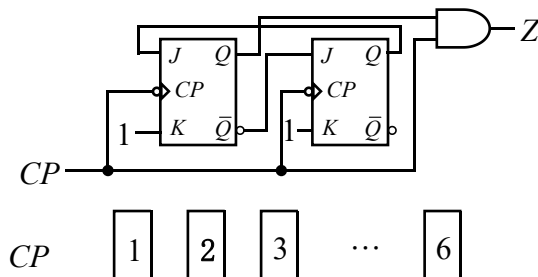 J Q J Q Z
CP CP
1 K Q̄ 1 K Q̄
CP
CP 1 2 3 ··· 6